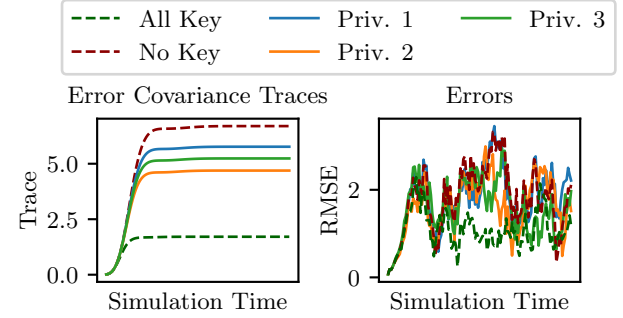 All Key Priv. 1 Priv. 3
No Key Priv. 2
Error Covariance Traces
Trace
5.0
2.5
0.0
Simulation Time
Errors
RMSE
2
0
Simulation Time